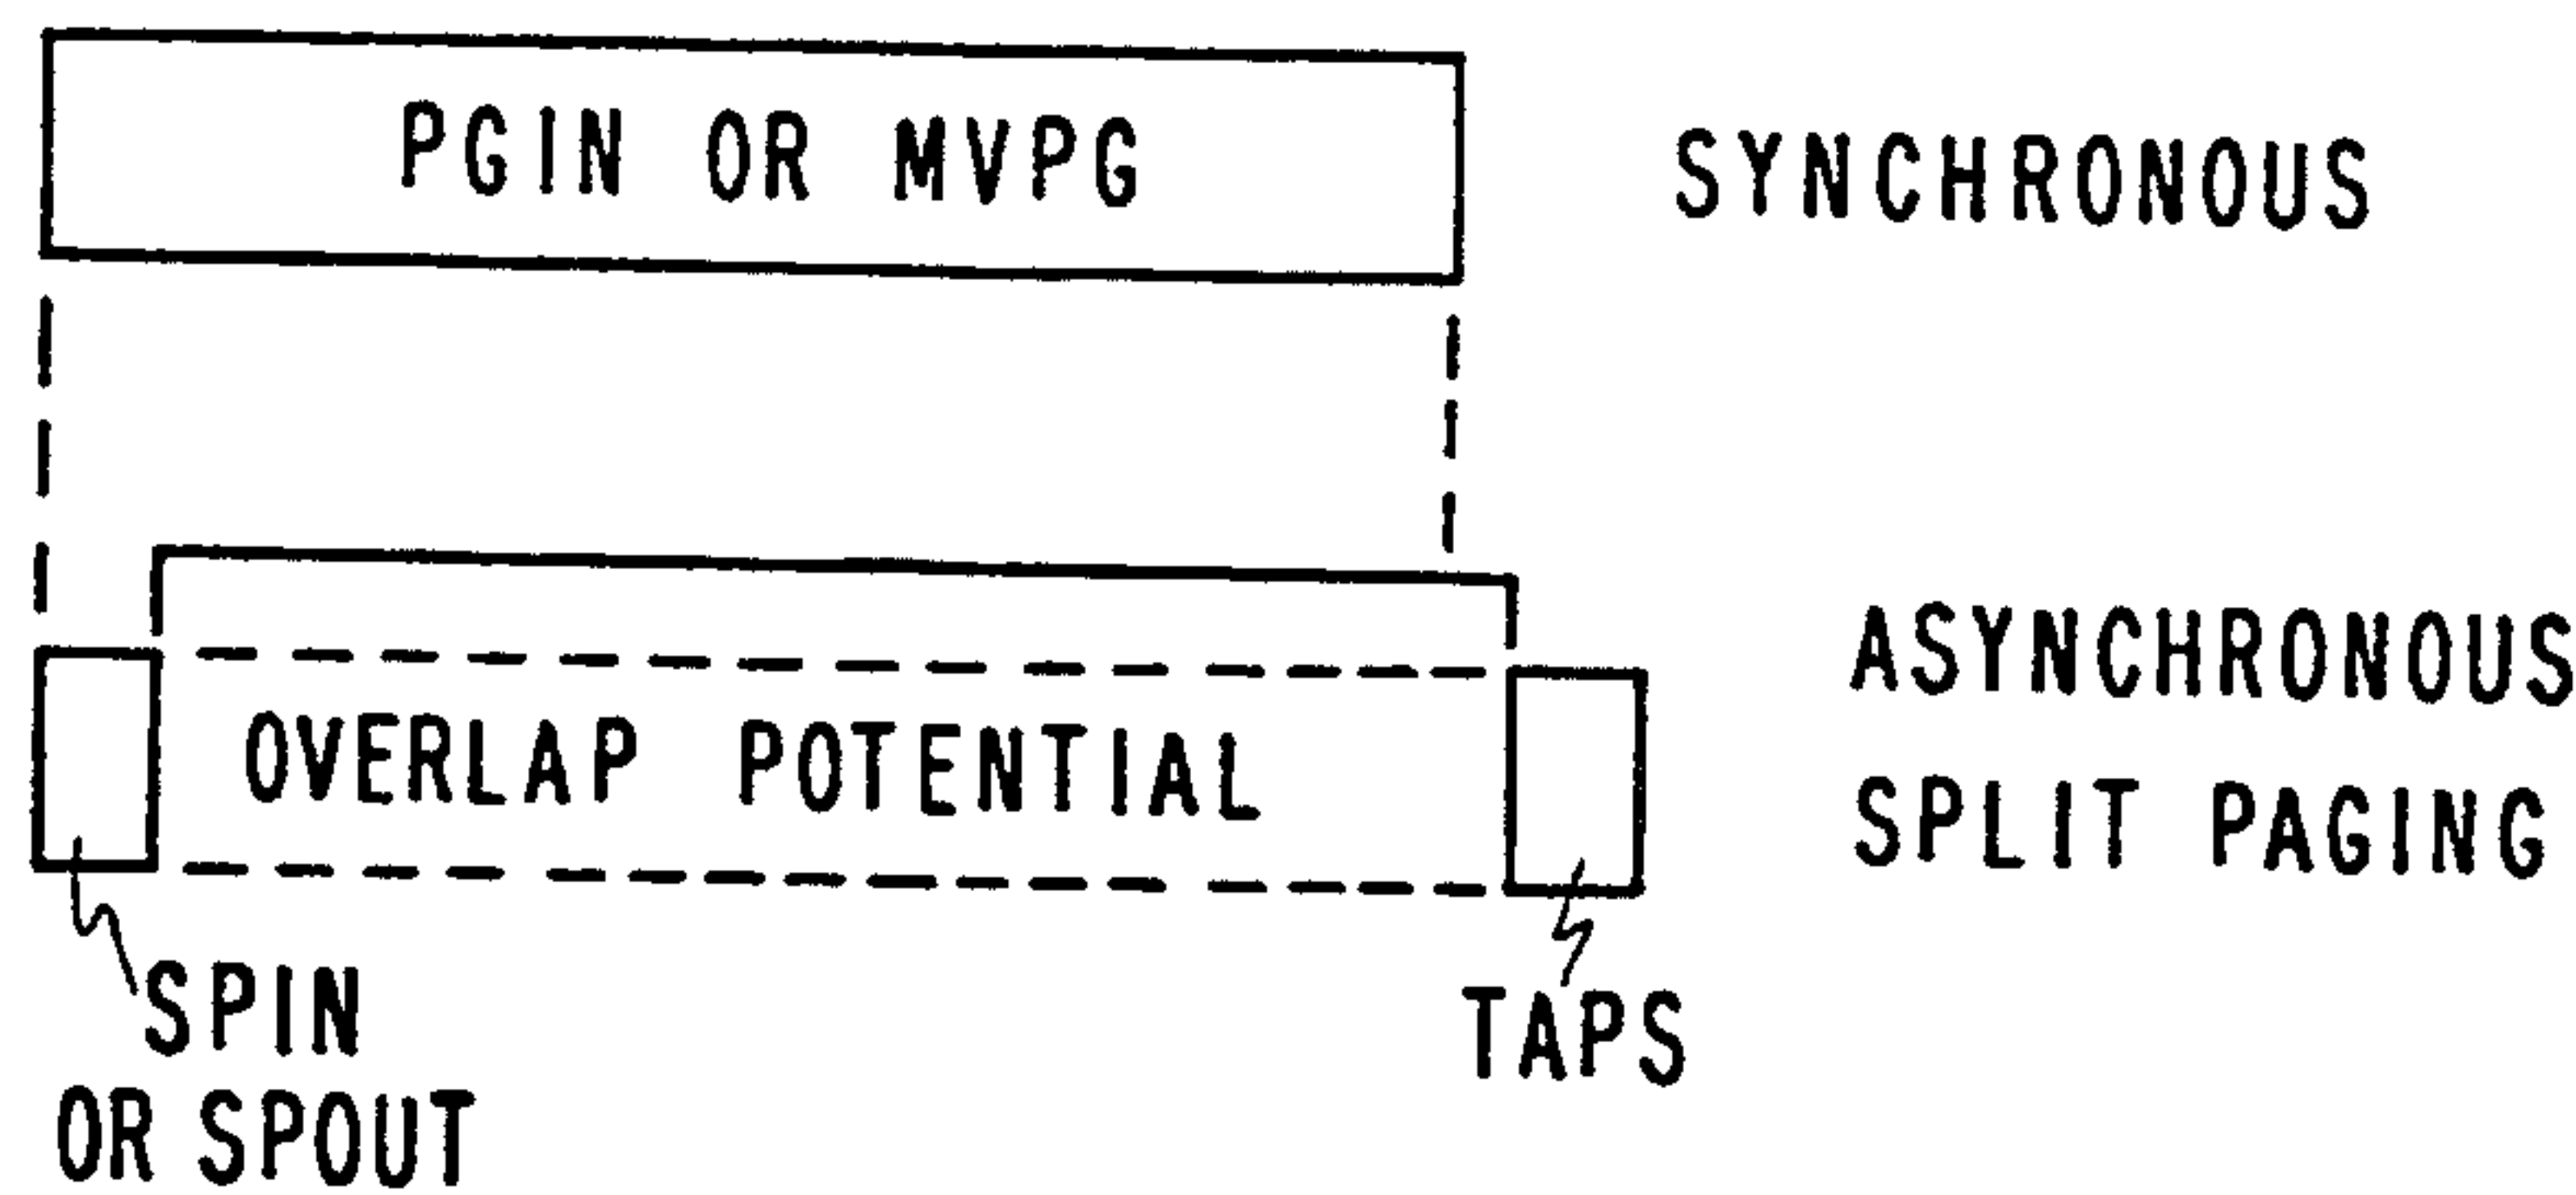 PGIN OR MVPG
SYNCHRONOUS
ASYNCHRONOUS
SPLIT PAGING
OVERLAP POTENTIAL
SPIN
OR SPOUT
TAPS